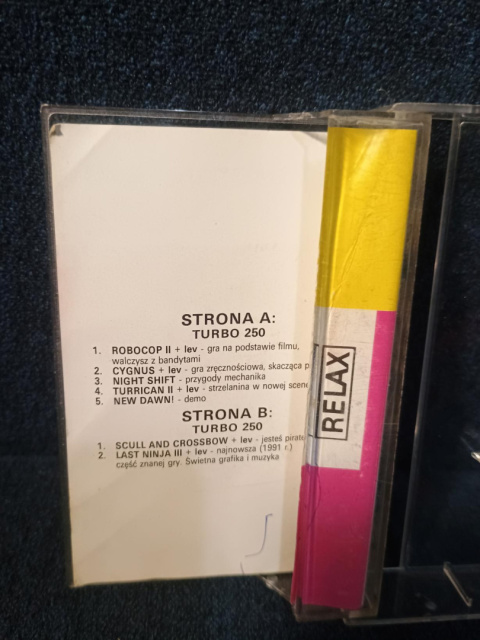 STRONA A:
TURBO 250
1. ROBOCOP II + lev - gra na podstawie filmu,
walczysz z bandytami
2. CYGNUS + lev - gra zręcznościowa, skacząca
3. NIGHT SHIFT - przygody mechanika
4. TURRICAN II + lev - strzelanina w nowej
5. NEW DAWN! - demo
STRONA B:
TURBO 250
1. SCULL AND CROSSBOW + lev - jesteś
2. LAST NINJA III + lev - najnowsza (1991 r.)
część znanej gry. Świetna grafika i muzyka
RELAX